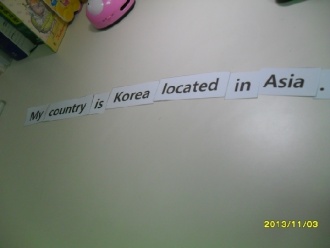 My country is Korea located in Asia .
2013/11/03